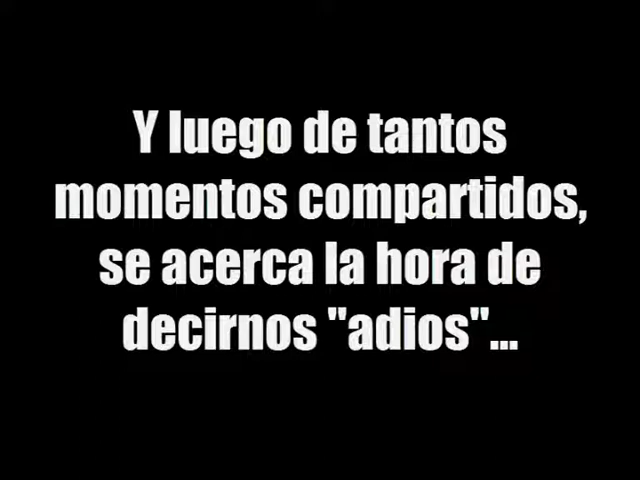 Y luego de tantos
momentos compartidos,
se acerca la hora de
decirnos "adios"...